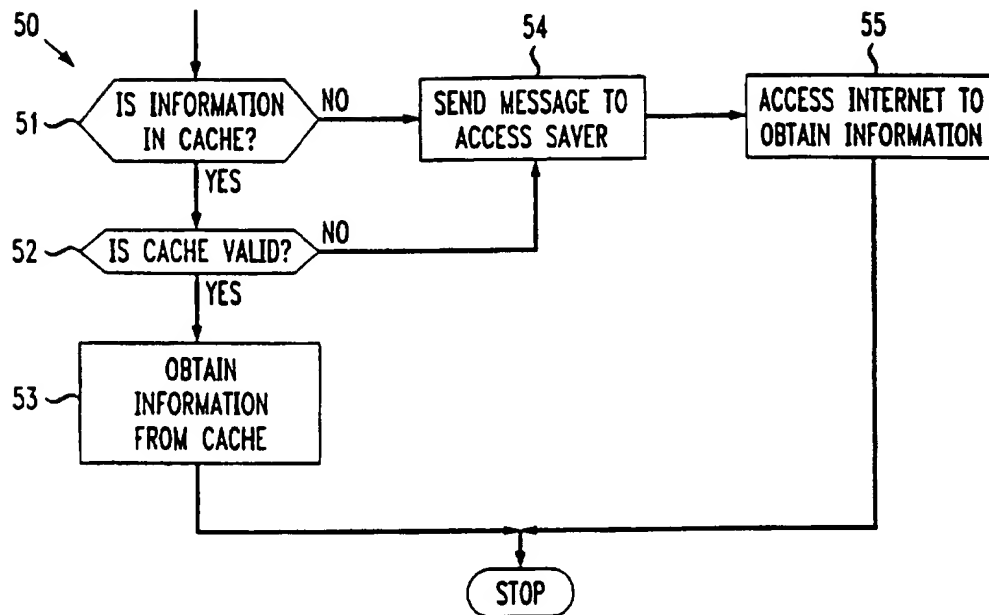 50
54
55
51
IS INFORMATION
IN CACHE?
NO
SEND MESSAGE TO
ACCESS SAVER
ACCESS INTERNET TO
OBTAIN INFORMATION
YES
52
IS CACHE VALID?
NO
YES
53
OBTAIN
INFORMATION
FROM CACHE
STOP